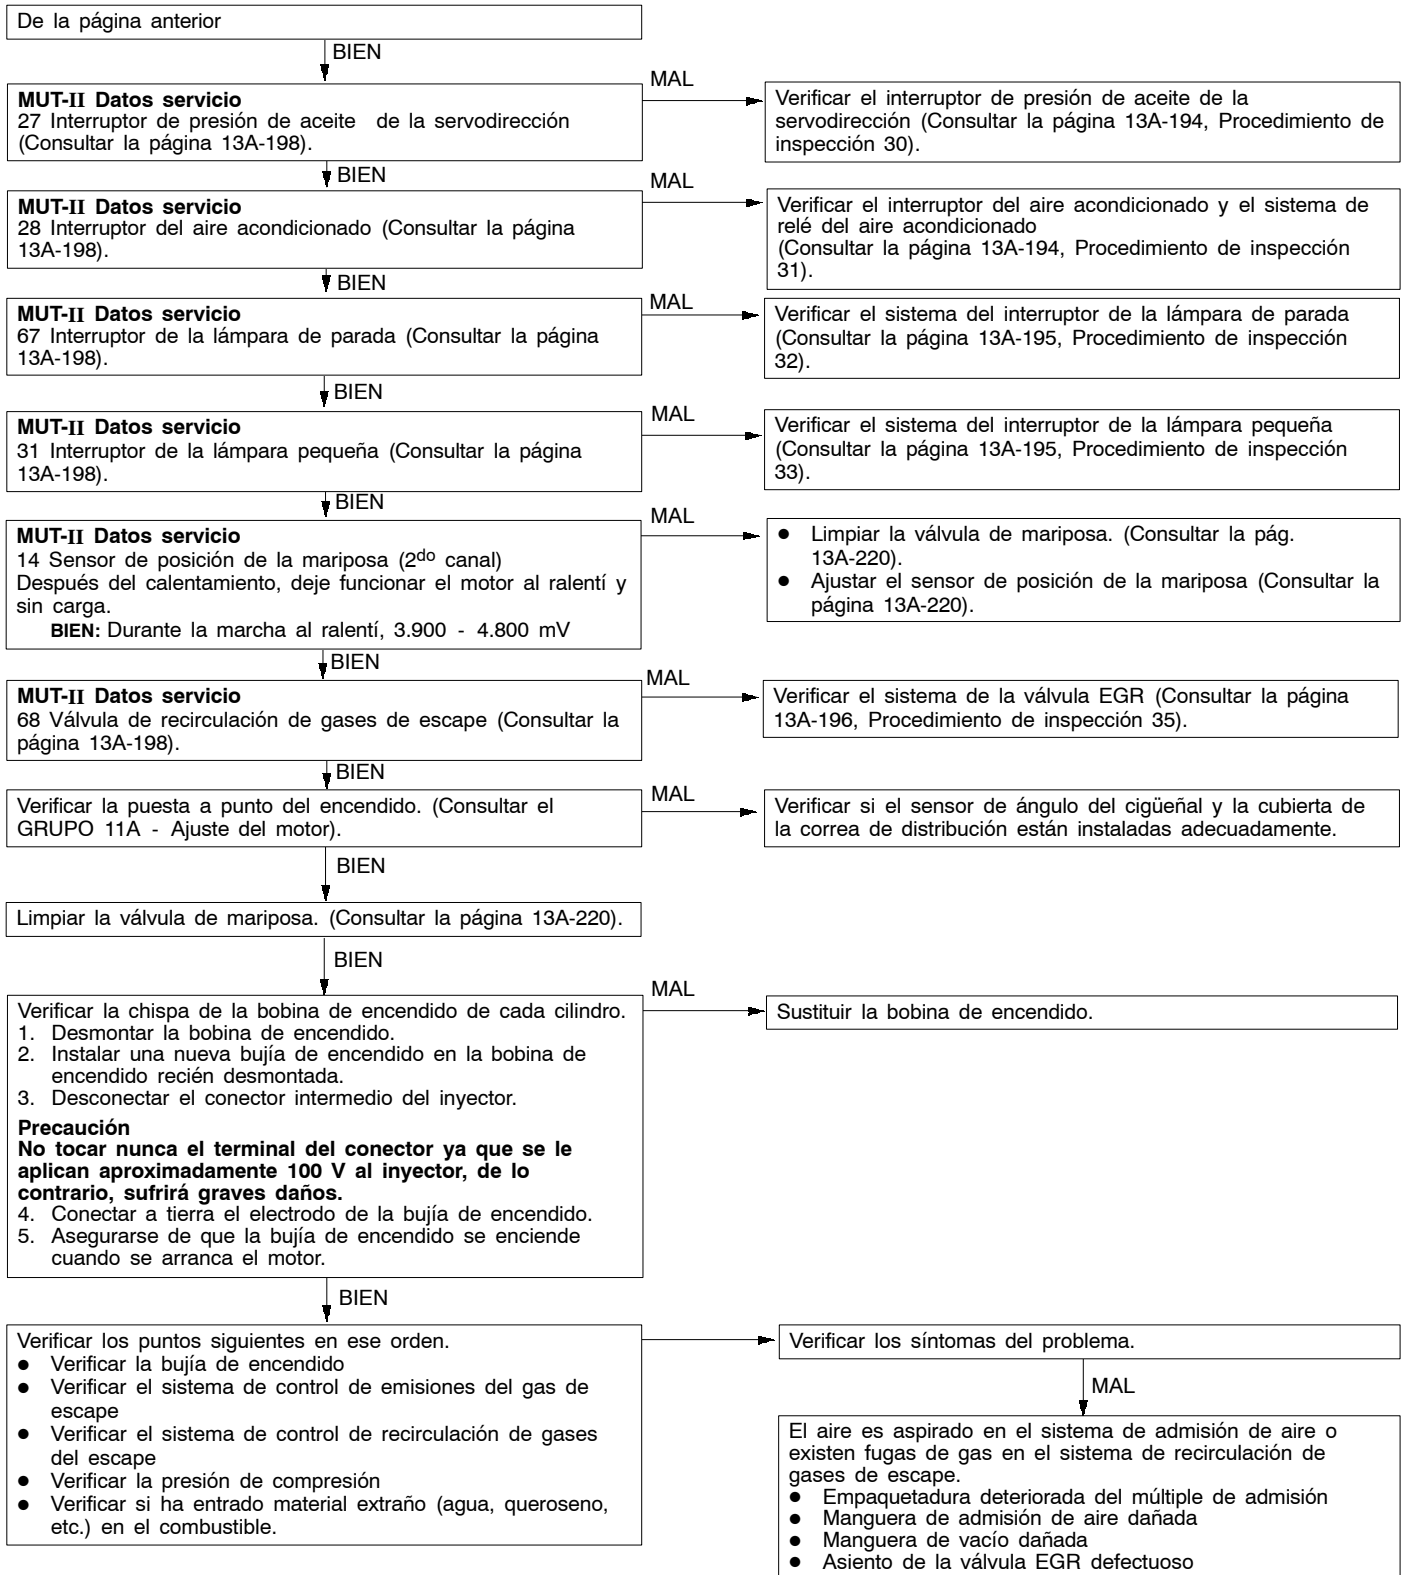 De la página anterior
BIEN
MUT-II Datos servicio
27 Interruptor de presión de aceite de la servodirección
(Consultar la página 13A-198).
MAL
Verificar el interruptor de presión de aceite de la
servodirección (Consultar la página 13A-194, Procedimiento de
inspección 30).
BIEN
MUT-II Datos servicio
28 Interruptor del aire acondicionado (Consultar la página
13A-198).
MAL
Verificar el interruptor del aire acondicionado y el sistema de
relé del aire acondicionado
(Consultar la página 13A-194, Procedimiento de inspección
31).
BIEN
MUT-II Datos servicio
67 Interruptor de la lámpara de parada (Consultar la página
13A-198).
MAL
Verificar el sistema del interruptor de la lámpara de parada
(Consultar la página 13A-195, Procedimiento de inspección
32).
BIEN
MUT-II Datos servicio
31 Interruptor de la lámpara pequeña (Consultar la página
13A-198).
MAL
Verificar el sistema del interruptor de la lámpara pequeña
(Consultar la página 13A-195, Procedimiento de inspección
33).
BIEN
MUT-II Datos servicio
14 Sensor de posición de la mariposa (2do canal)
Después del calentamiento, deje funcionar el motor al ralentí y
sin carga.
BIEN: Durante la marcha al ralentí, 3.900 - 4.800 mV
MAL
● Limpiar la válvula de mariposa. (Consultar la pág.
13A-220).
● Ajustar el sensor de posición de la mariposa (Consultar la
página 13A-220).
BIEN
MUT-II Datos servicio
68 Válvula de recirculación de gases de escape (Consultar la
página 13A-198).
MAL
Verificar el sistema de la válvula EGR (Consultar la página
13A-196, Procedimiento de inspección 35).
BIEN
Verificar la puesta a punto del encendido. (Consultar el
GRUPO 11A - Ajuste del motor).
MAL
Verificar si el sensor de ángulo del cigüeñal y la cubierta de
la correa de distribución están instaladas adecuadamente.
BIEN
Limpiar la válvula de mariposa. (Consultar la página 13A-220).
BIEN
Verificar la chispa de la bobina de encendido de cada cilindro.
1. Desmontar la bobina de encendido.
2. Instalar una nueva bujía de encendido en la bobina de
encendido recién desmontada.
3. Desconectar el conector intermedio del inyector.
Precaución
No tocar nunca el terminal del conector ya que se le
aplican aproximadamente 100 V al inyector, de lo
contrario, sufrirá graves daños.
4. Conectar a tierra el electrodo de la bujía de encendido.
5. Asegurarse de que la bujía de encendido se enciende
cuando se arranca el motor.
MAL
Sustituir la bobina de encendido.
BIEN
Verificar los puntos siguientes en ese orden.
● Verificar la bujía de encendido
● Verificar el sistema de control de emisiones del gas de
escape
● Verificar el sistema de control de recirculación de gases
del escape
● Verificar la presión de compresión
● Verificar si ha entrado material extraño (agua, queroseno,
etc.) en el combustible.
Verificar los síntomas del problema.
MAL
El aire es aspirado en el sistema de admisión de aire o
existen fugas de gas en el sistema de recirculación de
gases de escape.
● Empaquetadura deteriorada del múltiple de admisión
● Manguera de admisión de aire dañada
● Manguera de vacío dañada
● Asiento de la válvula EGR defectuoso